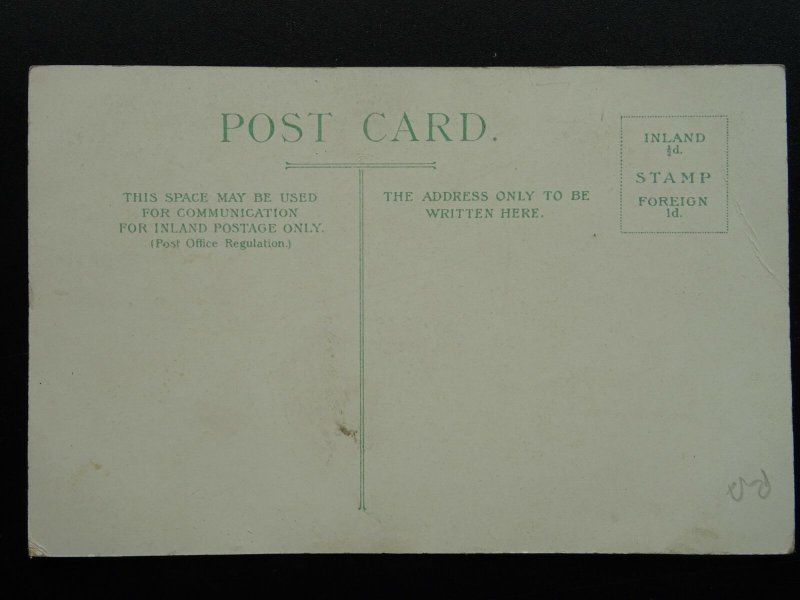 POST CARD.
THIS SPACE MAY BE USED
FOR COMMUNICATION
FOR INLAND POSTAGE ONLY.
(Post Office Regulation.)
THE ADDRESS ONLY TO BE
WRITTEN HERE.
INLAND
½d.
STAMP
FOREIGN
1d.